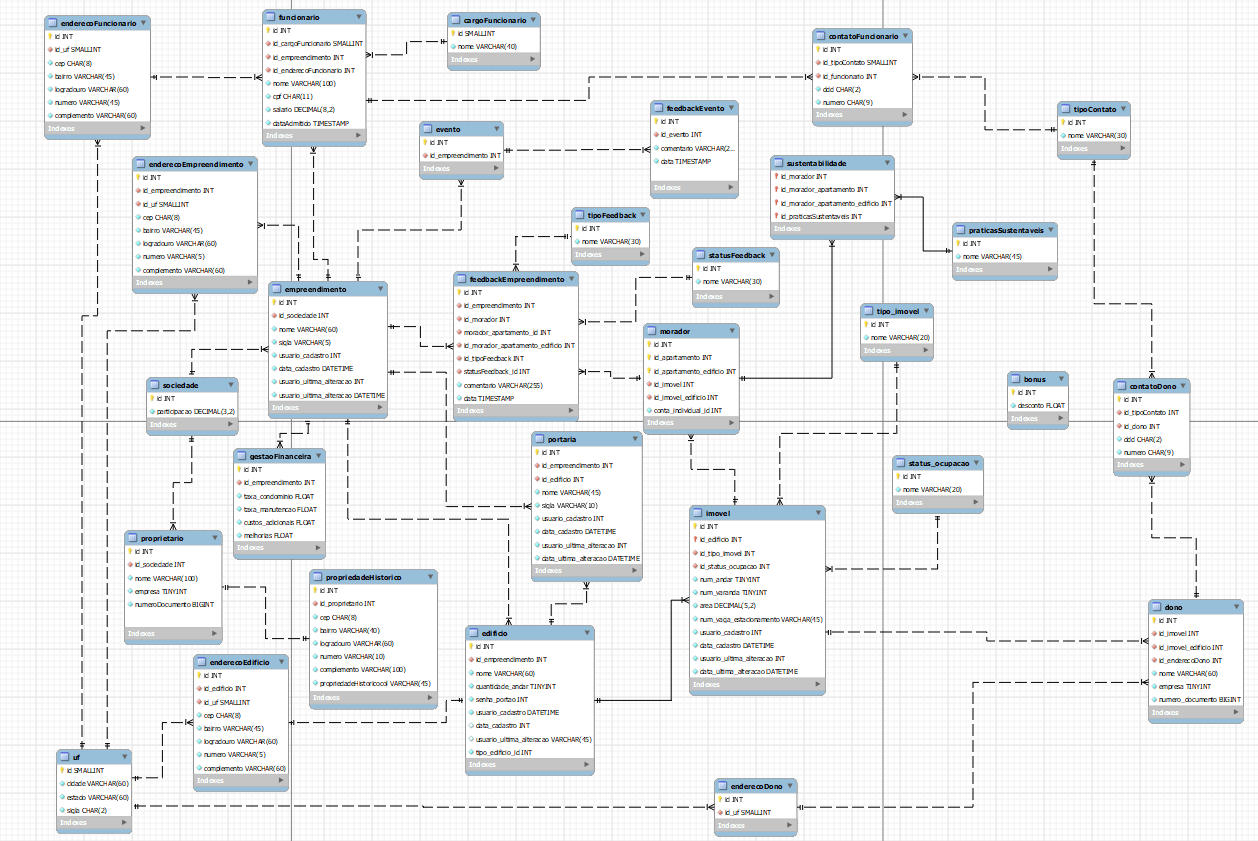 enderecoFuncionario
id INT
id_uf SMALLINT
cep CHAR(8)
bairro VARCHAR(45)
logradouro VARCHAR(60)
numero VARCHAR(45)
complemento VARCHAR(60)
Indexes
funcionario
id INT
id_cargoFuncionario SMALLINT
id_empreendimento INT
id_enderecoFuncionario INT
nome VARCHAR(100)
cpf CHAR(11)
salario DECIMAL(8,2)
dataAdmitido TIMESTAMP
Indexes
cargoFuncionario
id SMALLINT
nome VARCHAR(40)
Indexes
contatoFuncionario
id INT
id_tipoContato SMALLINT
id_funcionario INT
ddd CHAR(2)
numero CHAR(9)
Indexes
tipoContato
id INT
nome VARCHAR(30)
Indexes
feedbackEvento
id INT
id_evento INT
comentario VARCHAR(2...
data TIMESTAMP
Indexes
evento
id INT
id_empreendimento INT
Indexes
enderecoEmpreendimento
id INT
id_empreendimento INT
id_uf SMALLINT
cep CHAR(8)
bairro VARCHAR(45)
logradouro VARCHAR(60)
numero VARCHAR(5)
complemento VARCHAR(60)
Indexes
sustentabilidade
id_morador INT
id_morador_apartamento INT
id_morador_apartamento_edificio INT
id_praticasSustentaveis INT
Indexes
tipoFeedback
id INT
nome VARCHAR(30)
Indexes
praticasSustentaveis
id INT
nome VARCHAR(45)
Indexes
statusFeedback
id INT
nome VARCHAR(30)
Indexes
empreendimento
id INT
id_sociedade INT
nome VARCHAR(60)
sigla VARCHAR(5)
usuario_cadastro INT
data_cadastro DATETIME
usuario_ultima_alteracao INT
usuario_ultima_alteracao DATETIME
Indexes
feedbackEmpreendimento
id INT
id_empreendimento INT
id_morador INT
morador_apartamento_id INT
id_morador_apartamento_edificio INT
id_tipoFeedback INT
statusFeedback_id INT
comentario VARCHAR(255)
data TIMESTAMP
Indexes
morador
id INT
id_apartamento INT
id_apartamento_edificio INT
id_imovel INT
id_imovel_edificio INT
conta_individual_id INT
Indexes
tipo_imovel
id INT
nome VARCHAR(20)
Indexes
sociedade
id INT
participacao DECIMAL(3,2)
Indexes
bonus
id INT
desconto FLOAT
Indexes
contatoDono
id INT
id_tipoContato INT
id_dono INT
ddd CHAR(2)
numero CHAR(9)
Indexes
gestaoFinanceira
id INT
id_empreendimento INT
taxa_condominio FLOAT
taxa_manutencao FLOAT
custos_adicionais FLOAT
melhorias FLOAT
Indexes
portaria
id INT
id_empreendimento INT
id_edificio INT
nome VARCHAR(45)
sigla VARCHAR(10)
usuario_cadastro INT
data_cadastro DATETIME
usuario_ultima_alteracao INT
data_ultima_alteracao DATETIME
Indexes
status_ocupacao
id INT
nome VARCHAR(20)
Indexes
imovel
id INT
id_edificio INT
id_tipo_imovel INT
id_status_ocupacao INT
num_andar TINYINT
num_varanda TINYINT
area DECIMAL(5,2)
num_vaga_estacionamento VARCHAR(45)
usuario_cadastro INT
data_cadastro DATETIME
usuario_ultima_alteracao INT
data_ultima_alteracao DATETIME
Indexes
proprietario
id INT
id_sociedade INT
nome VARCHAR(100)
empresa TINYINT
numeroDocumento BIGINT
Indexes
propriedadeHistorico
id INT
id_proprietario INT
cep CHAR(8)
bairro VARCHAR(40)
logradouro VARCHAR(60)
numero VARCHAR(10)
complemento VARCHAR(100)
propriedadeHistoricocol VARCHAR(45)
Indexes
dono
id INT
id_imovel INT
id_imovel_edificio INT
id_enderecoDono INT
nome VARCHAR(60)
empresa TINYINT
numero_documento BIGINT
Indexes
edificio
id INT
id_empreendimento INT
nome VARCHAR(60)
quantidade_andar TINYINT
senha_portao INT
usuario_cadastro DATETIME
data_cadastro INT
usuario_ultima_alteracao VARCHAR(45)
tipo_edificio_id INT
Indexes
enderecoEdificio
id INT
id_edificio INT
id_uf SMALLINT
cep CHAR(8)
bairro VARCHAR(45)
logradouro VARCHAR(60)
numero VARCHAR(5)
complemento VARCHAR(60)
Indexes
uf
id SMALLINT
cidade VARCHAR(60)
estado VARCHAR(60)
sigla CHAR(2)
Indexes
enderecoDono
id INT
id_uf SMALLINT
Indexes